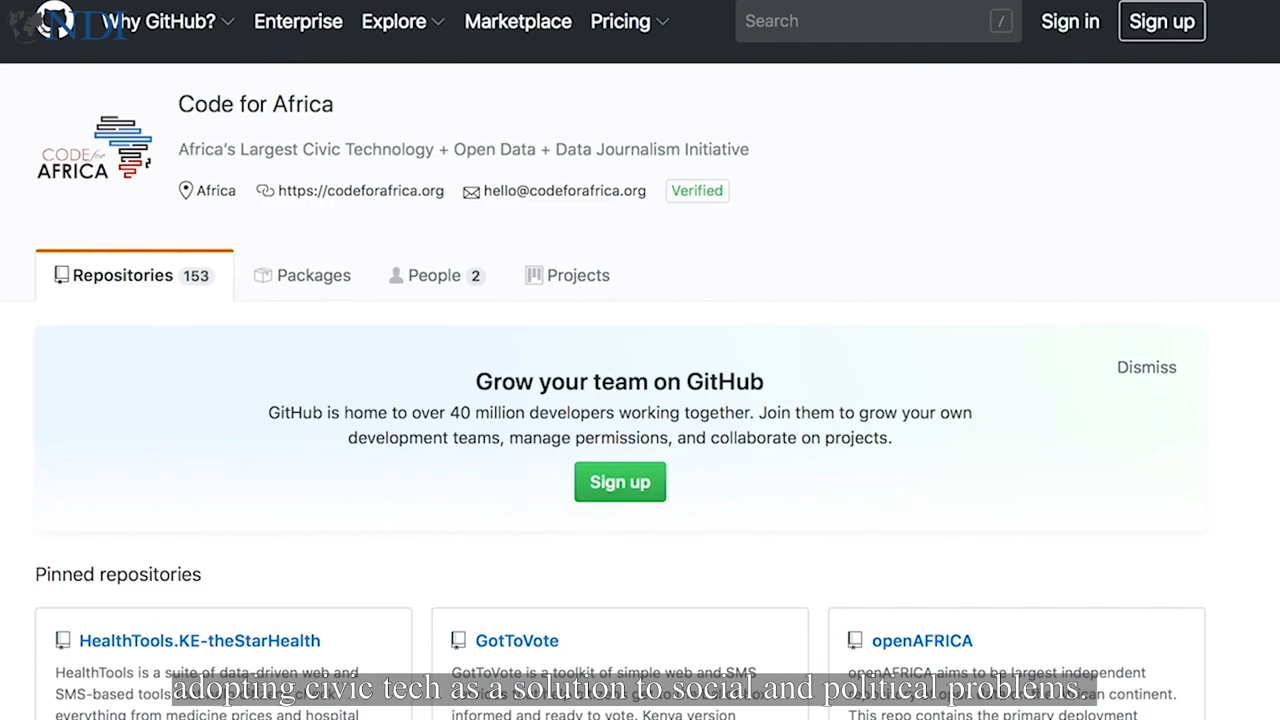 NDI
Why GitHub? Enterprise Explore Marketplace Pricing Search / Sign in Sign up
Code for Africa
CODE for
AFRICA
Africa's Largest Civic Technology + Open Data + Data Journalism Initiative
Africa https://codeforafrica.org hello@codeforafrica.org Verified
Repositories 153 Packages People 2 Projects
Dismiss
Grow your team on GitHub
GitHub is home to over 40 million developers working together. Join them to grow your own
development teams, manage permissions, and collaborate on projects.
Sign up
Pinned repositories
HealthTools.KE-theStarHealth
HealthTools is a suite of data-driven web and
SMS-based tools
everything from medicine prices and hospital
GotToVote
GotToVote is a toolkit of simple web and SMS
informed and ready to vote. Kenya version
openAFRICA
openAFRICA aims to be largest independent
continent.
This repo contains the primary deployment
adopting civic tech as a solution to social and political problems.